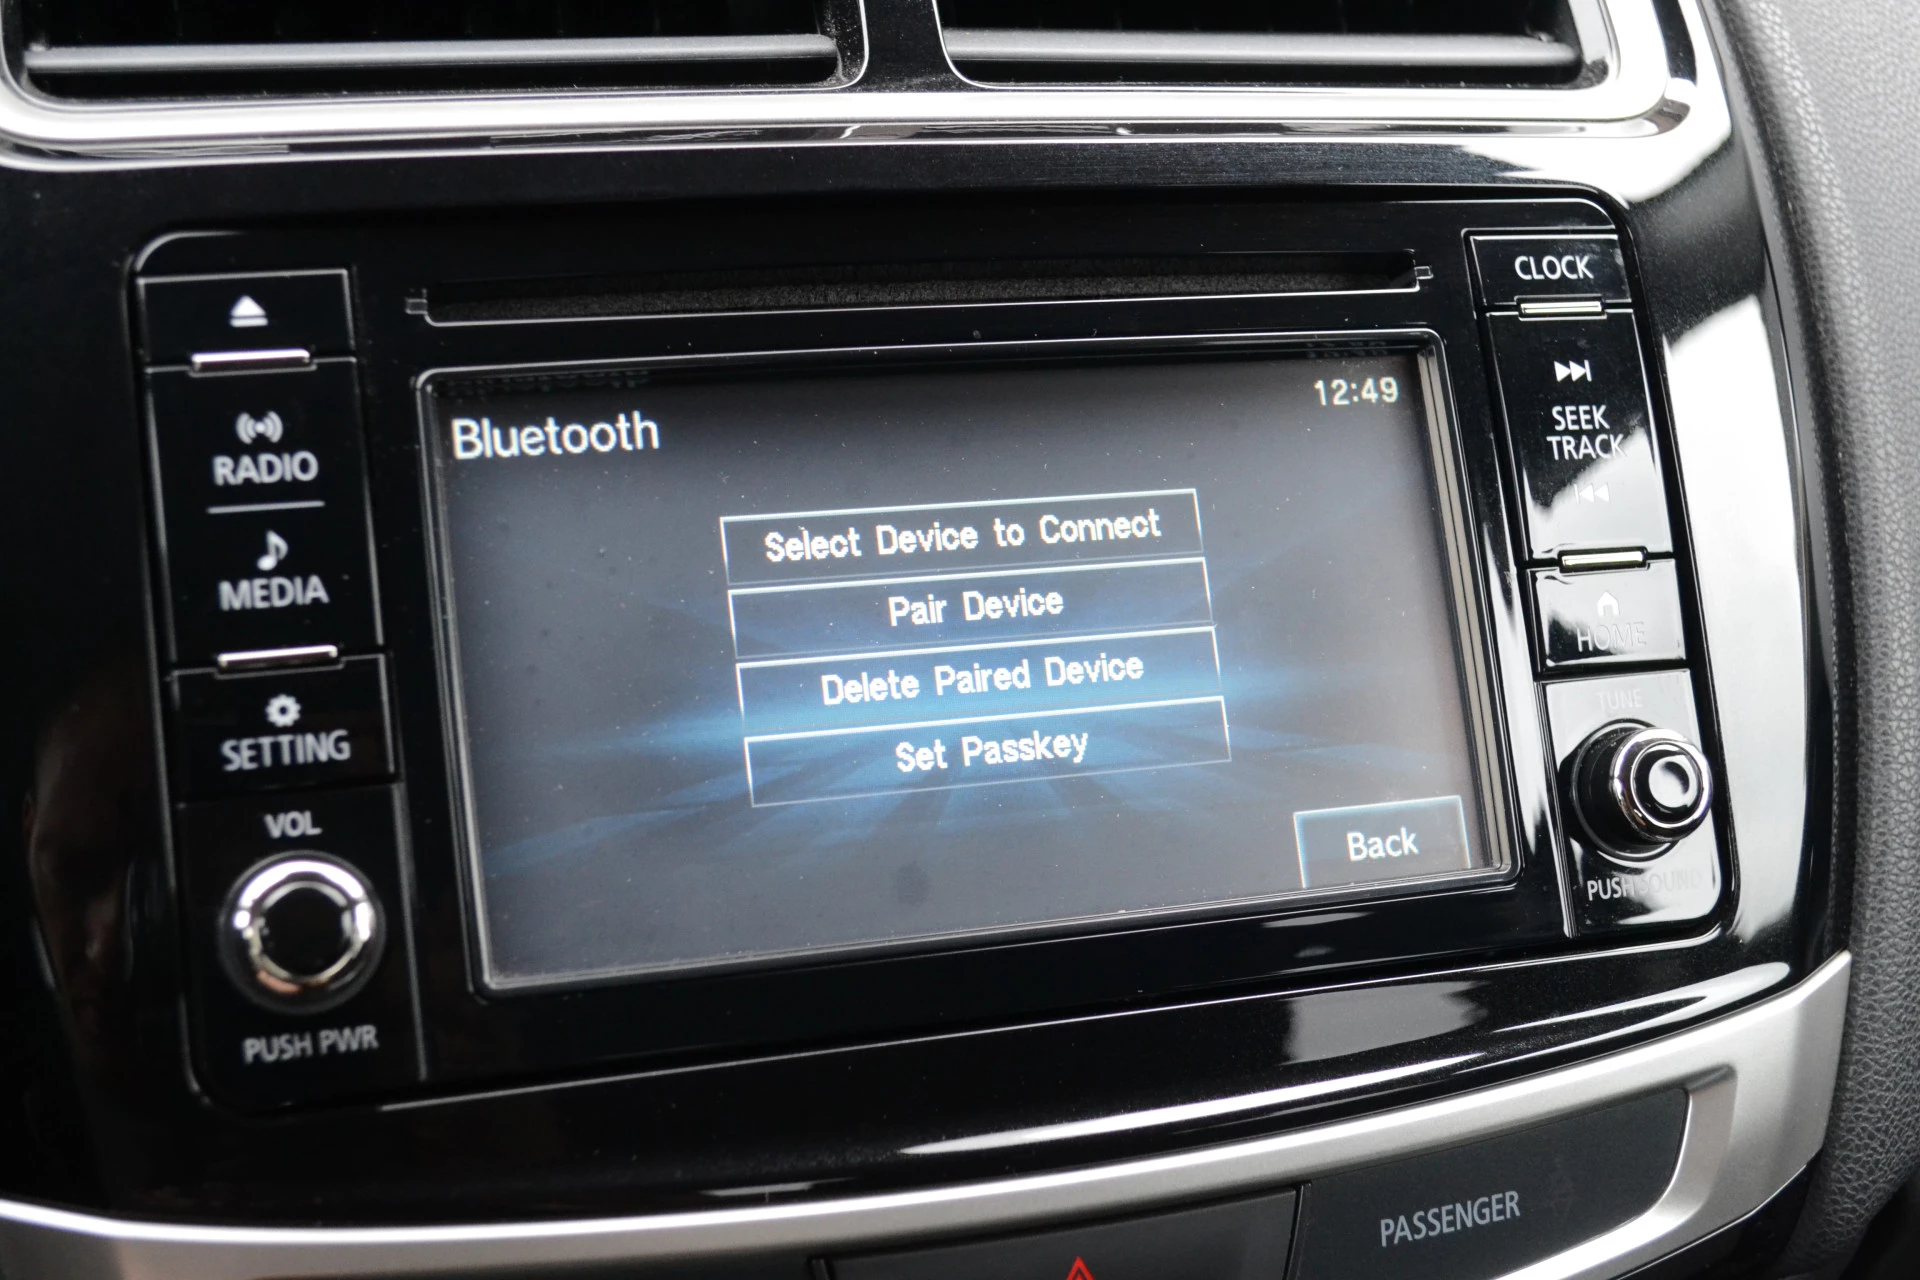 CLOCK
RADIO
MEDIA
SETTING
VOL
PUSH PWR
12:49
Bluetooth
Select Device to Connect
Pair Device
Delete Paired Device
Set Passkey
Back
SEEK
TRACK
HOME
TUNE
PUSH SOUND
PASSENGER